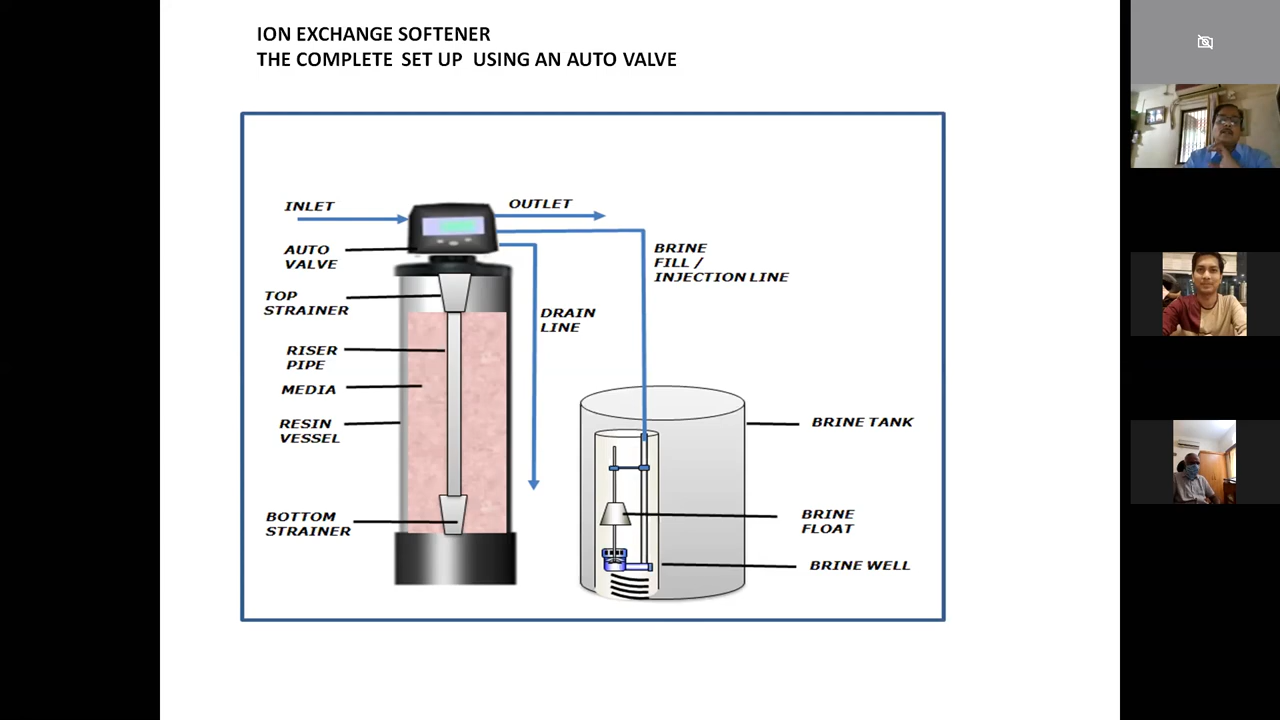 ION EXCHANGE SOFTENER
THE COMPLETE SET UP USING AN AUTO VALVE
INLET
OUTLET
AUTO
VALVE
BRINE
FILL /
INJECTION LINE
TOP
STRAINER
DRAIN
LINE
RISER
PIPE
MEDIA
RESIN
VESSEL
BRINE TANK
BOTTOM
STRAINER
BRINE
FLOAT
BRINE WELL